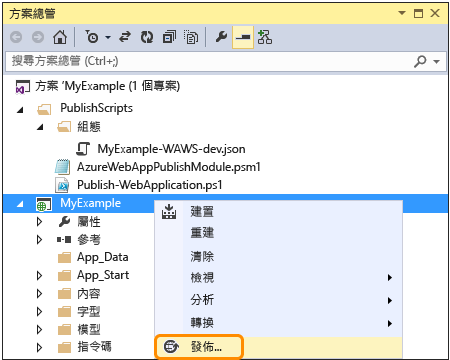 方案總管
搜尋方案總管 (Ctrl+;)
方案 'MyExample (1 個專案)
PublishScripts
組態
MyExample-WAWS-dev.json
AzureWebAppPublishModule.psm1
Publish-WebApplication.ps1
MyExample
屬性
參考
App_Data
App_Start
內容
字型
模型
指令碼
建置
重建
清除
檢視
分析
轉換
發佈...